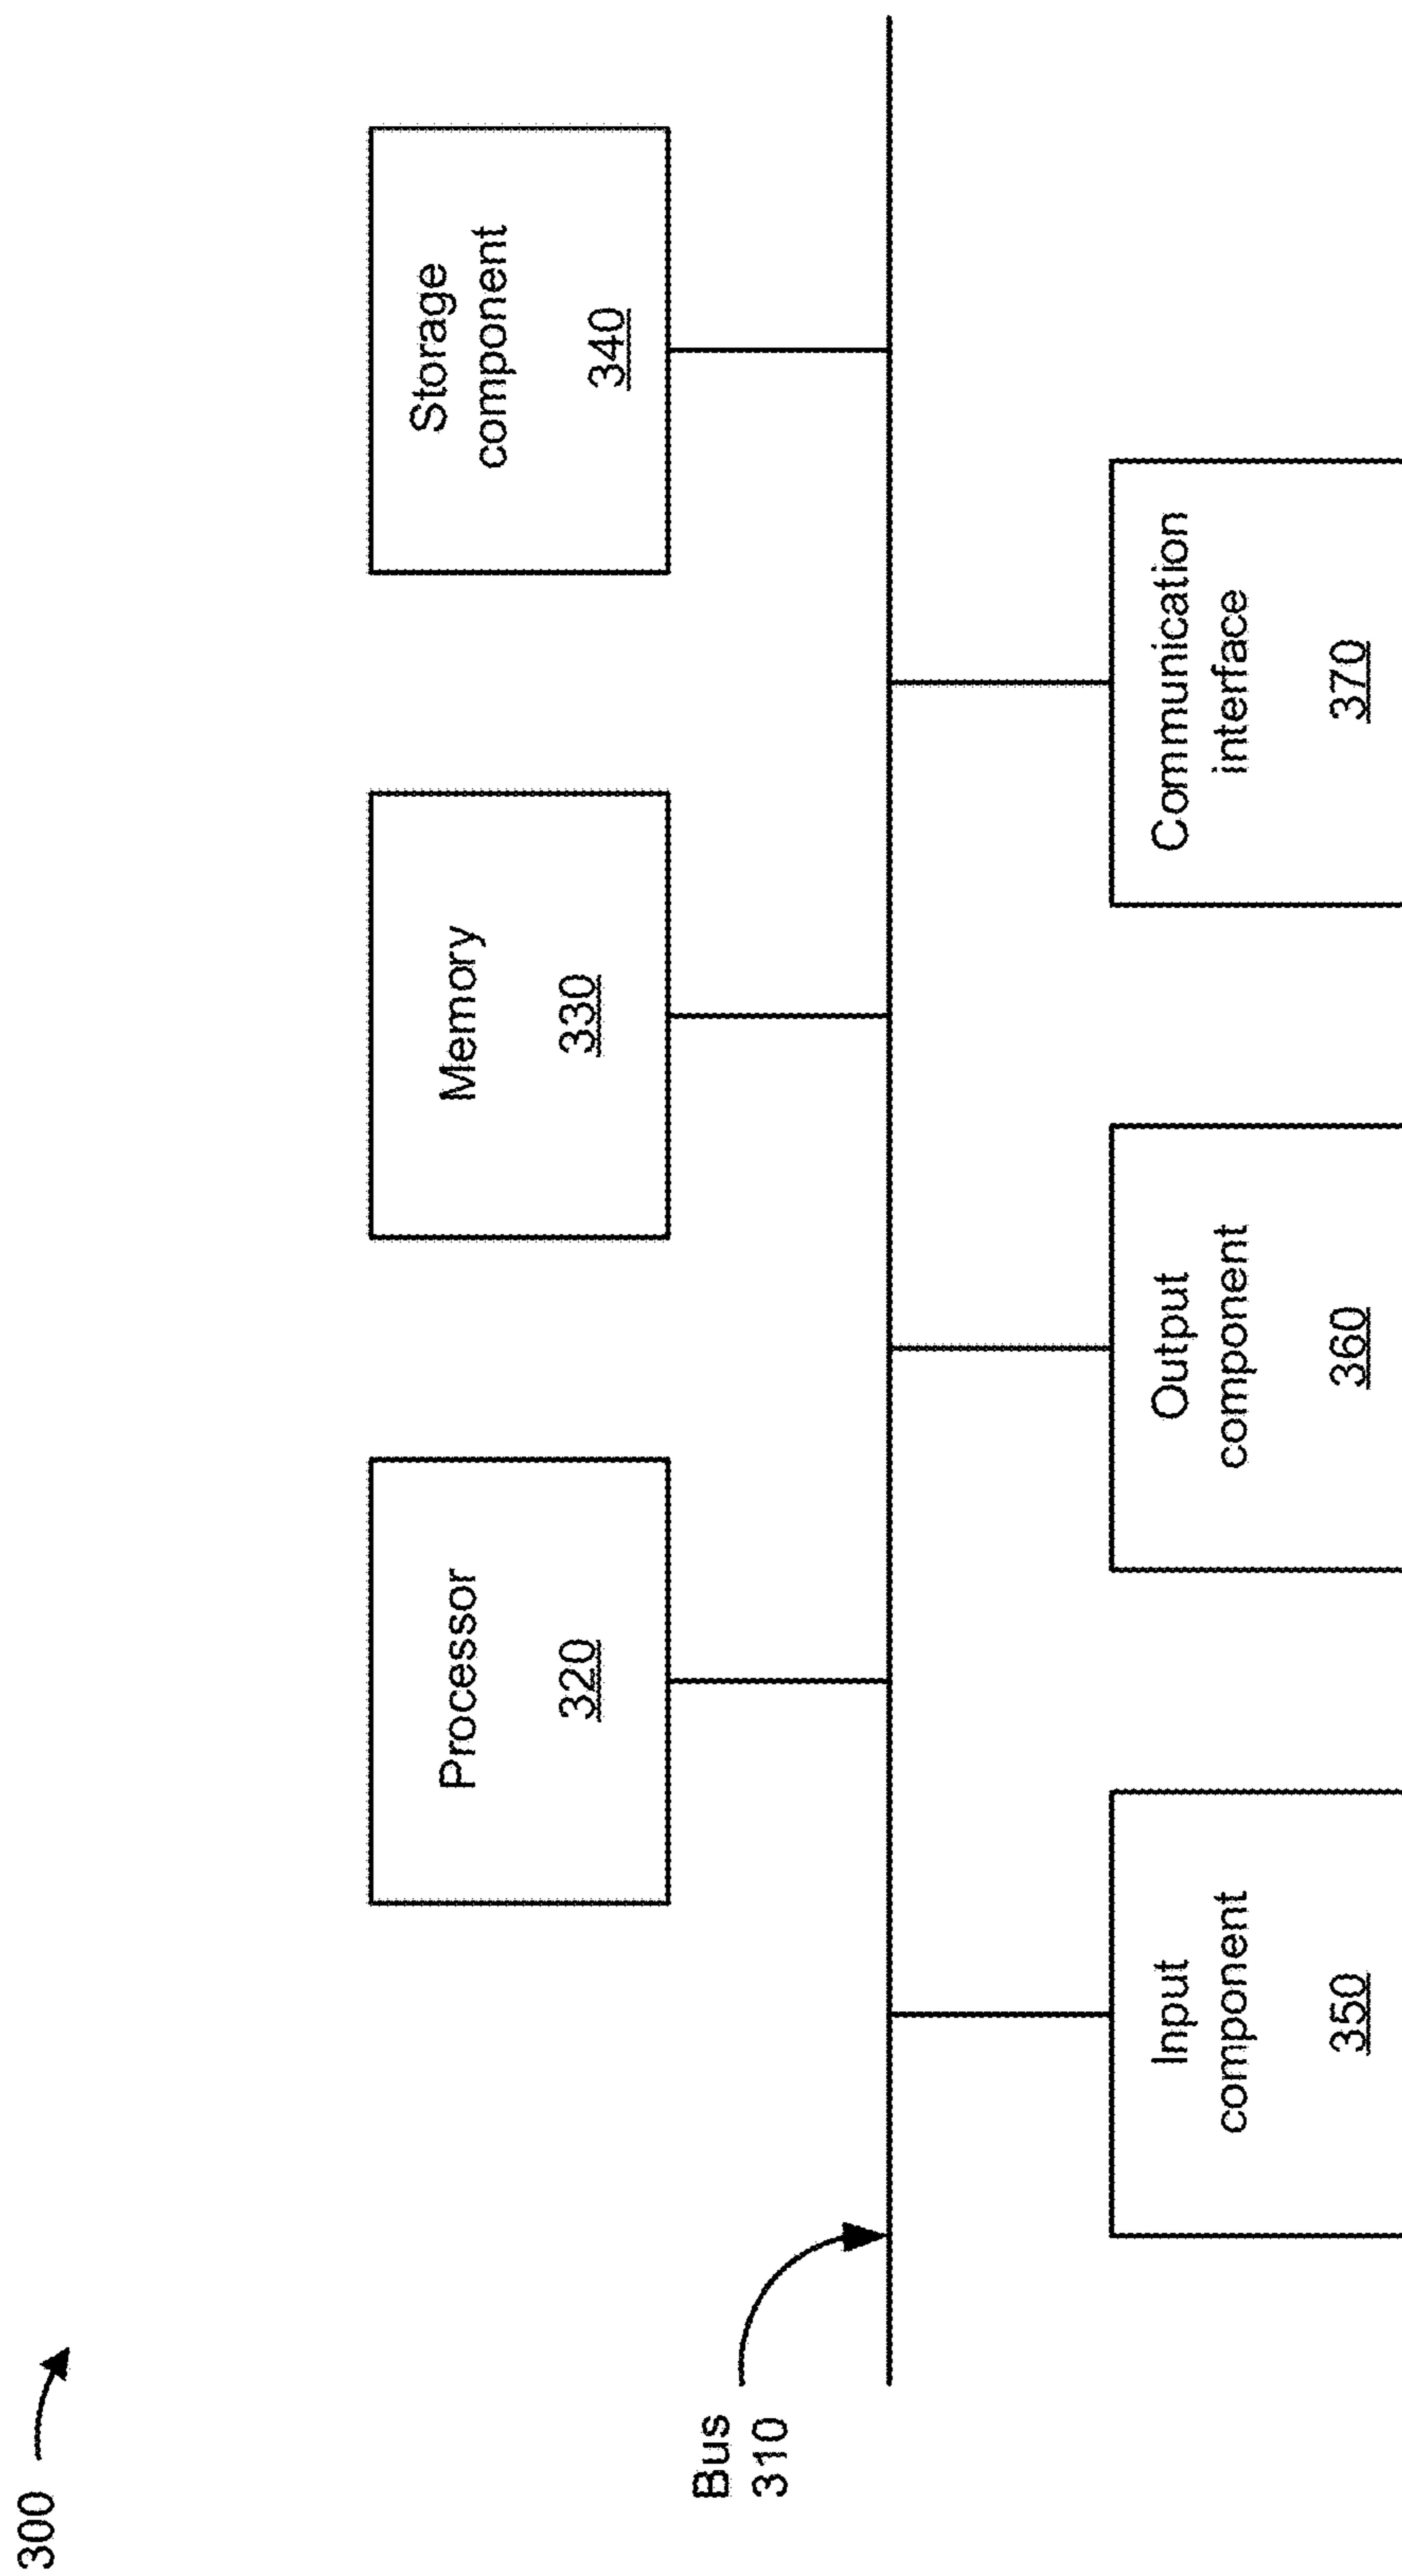 300
Processor
320
Memory
330
Storage
component
340
Bus
310
Input
component
350
Output
component
360
Communication
interface
370